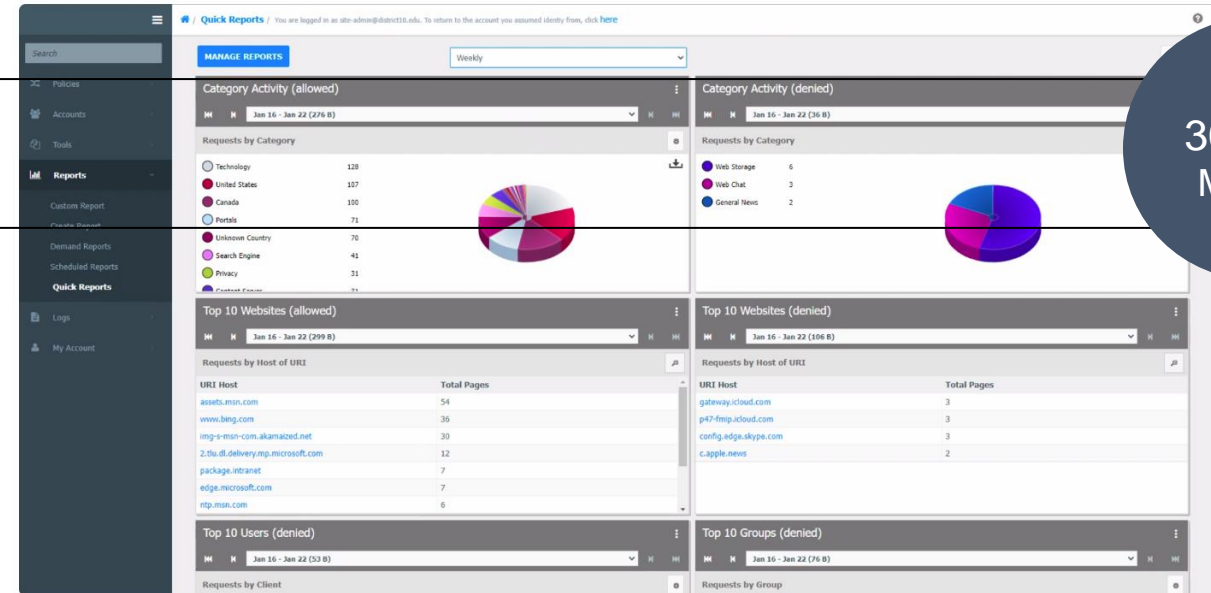 / Quick Reports / You are logged in as site-admin@district16.edu. To return to the account you assumed identity from, click here
Search
MANAGE REPORTS
Weekly
Policies
Accounts
Tools
Reports
Custom Report
Create Report
Demand Reports
Scheduled Reports
Quick Reports
Logs
My Account
Category Activity (allowed)
Jan 16 - Jan 22 (276 B)
Requests by Category
Technology 128
United States 107
Canada 100
Portals 71
Unknown Country 70
Search Engine 41
Privacy 31
Content Server
Category Activity (denied)
Jan 16 - Jan 22 (36 B)
Requests by Category
Web Storage 6
Web Chat 3
General News 2
Top 10 Websites (allowed)
Jan 16 - Jan 22 (299 B)
Requests by Host of URI
URI Host Total Pages
assets.msn.com 54
www.bing.com 36
img-s-msn-com.akamaized.net 30
2.tlu.dl.delivery.mp.microsoft.com 12
package.intranet 7
edge.microsoft.com 7
ntp.msn.com 6
Top 10 Websites (denied)
Jan 16 - Jan 22 (106 B)
Requests by Host of URI
URI Host Total Pages
gateway.icloud.com 3
p47-fmip.icloud.com 3
config.edge.skype.com 3
c.apple.news 2
Top 10 Users (denied)
Jan 16 - Jan 22 (53 B)
Requests by Client
Top 10 Groups (denied)
Jan 16 - Jan 22 (76 B)
Requests by Group